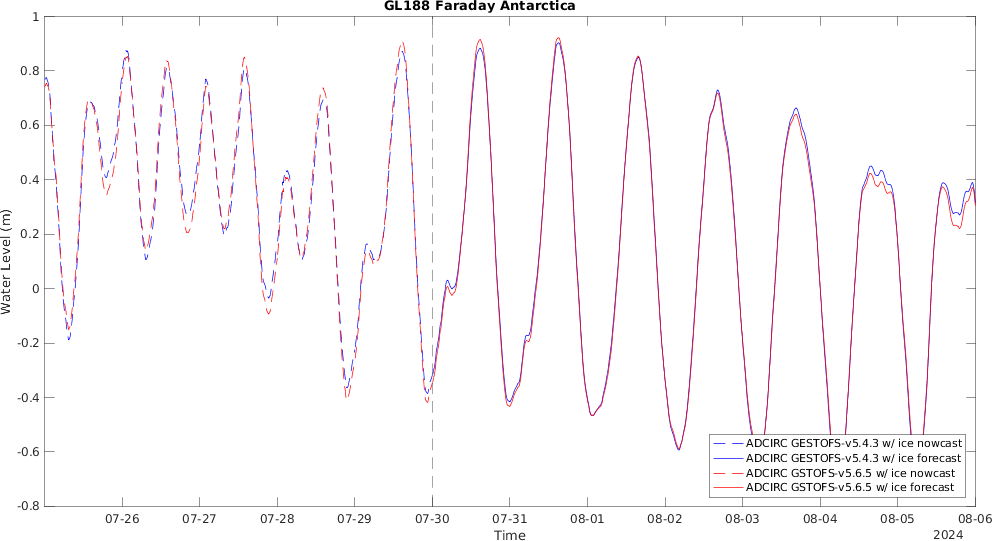 GL188 Faraday Antarctica
1
0.8
0.6
0.4
0.2
0
-0.2
-0.4
-0.6
-0.8
Water Level (m)
ADCIRC GESTOFS-v5.4.3 w/ ice nowcast
ADCIRC GESTOFS-v5.4.3 w/ ice forecast
ADCIRC GSTOFS-v5.6.5 w/ ice nowcast
ADCIRC GSTOFS-v5.6.5 w/ ice forecast
07-26 07-27 07-28 07-29 07-30 07-31 08-01 08-02 08-03 08-04 08-05 08-06
Time
2024